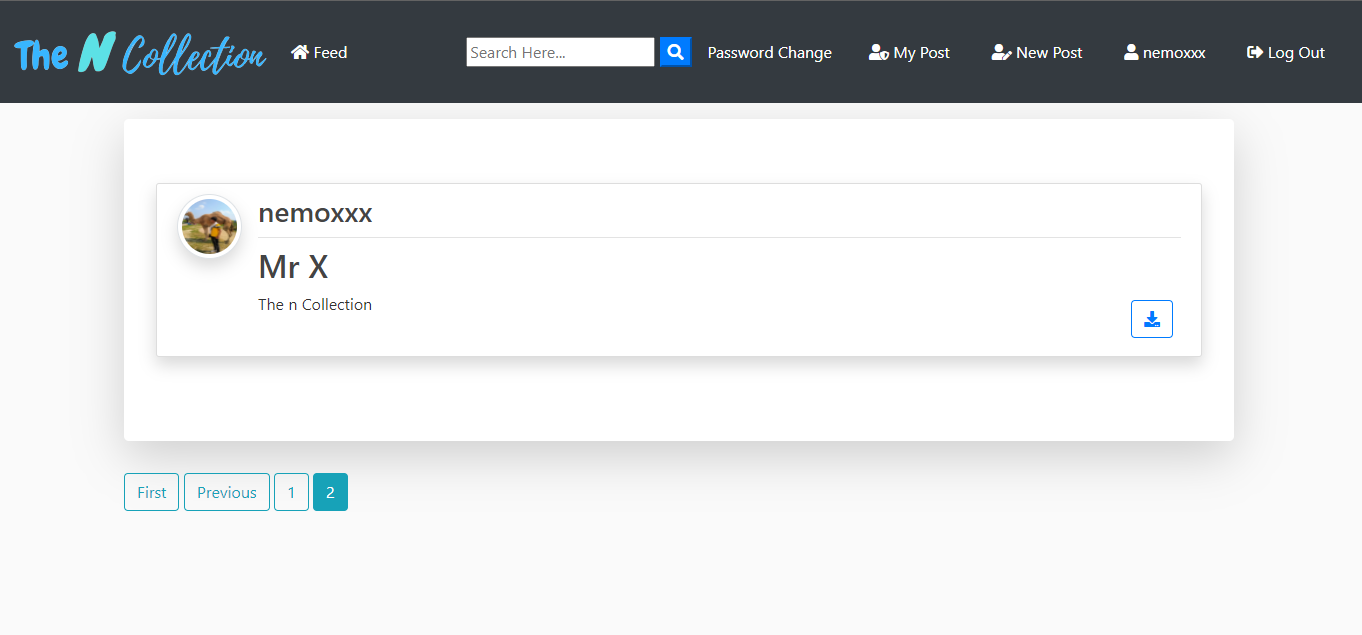 The N Collection
Feed
Search Here...
Password Change
My Post
New Post
nemoxxx
Log Out
nemoxxx
Mr X
The n Collection
First
Previous
1
2